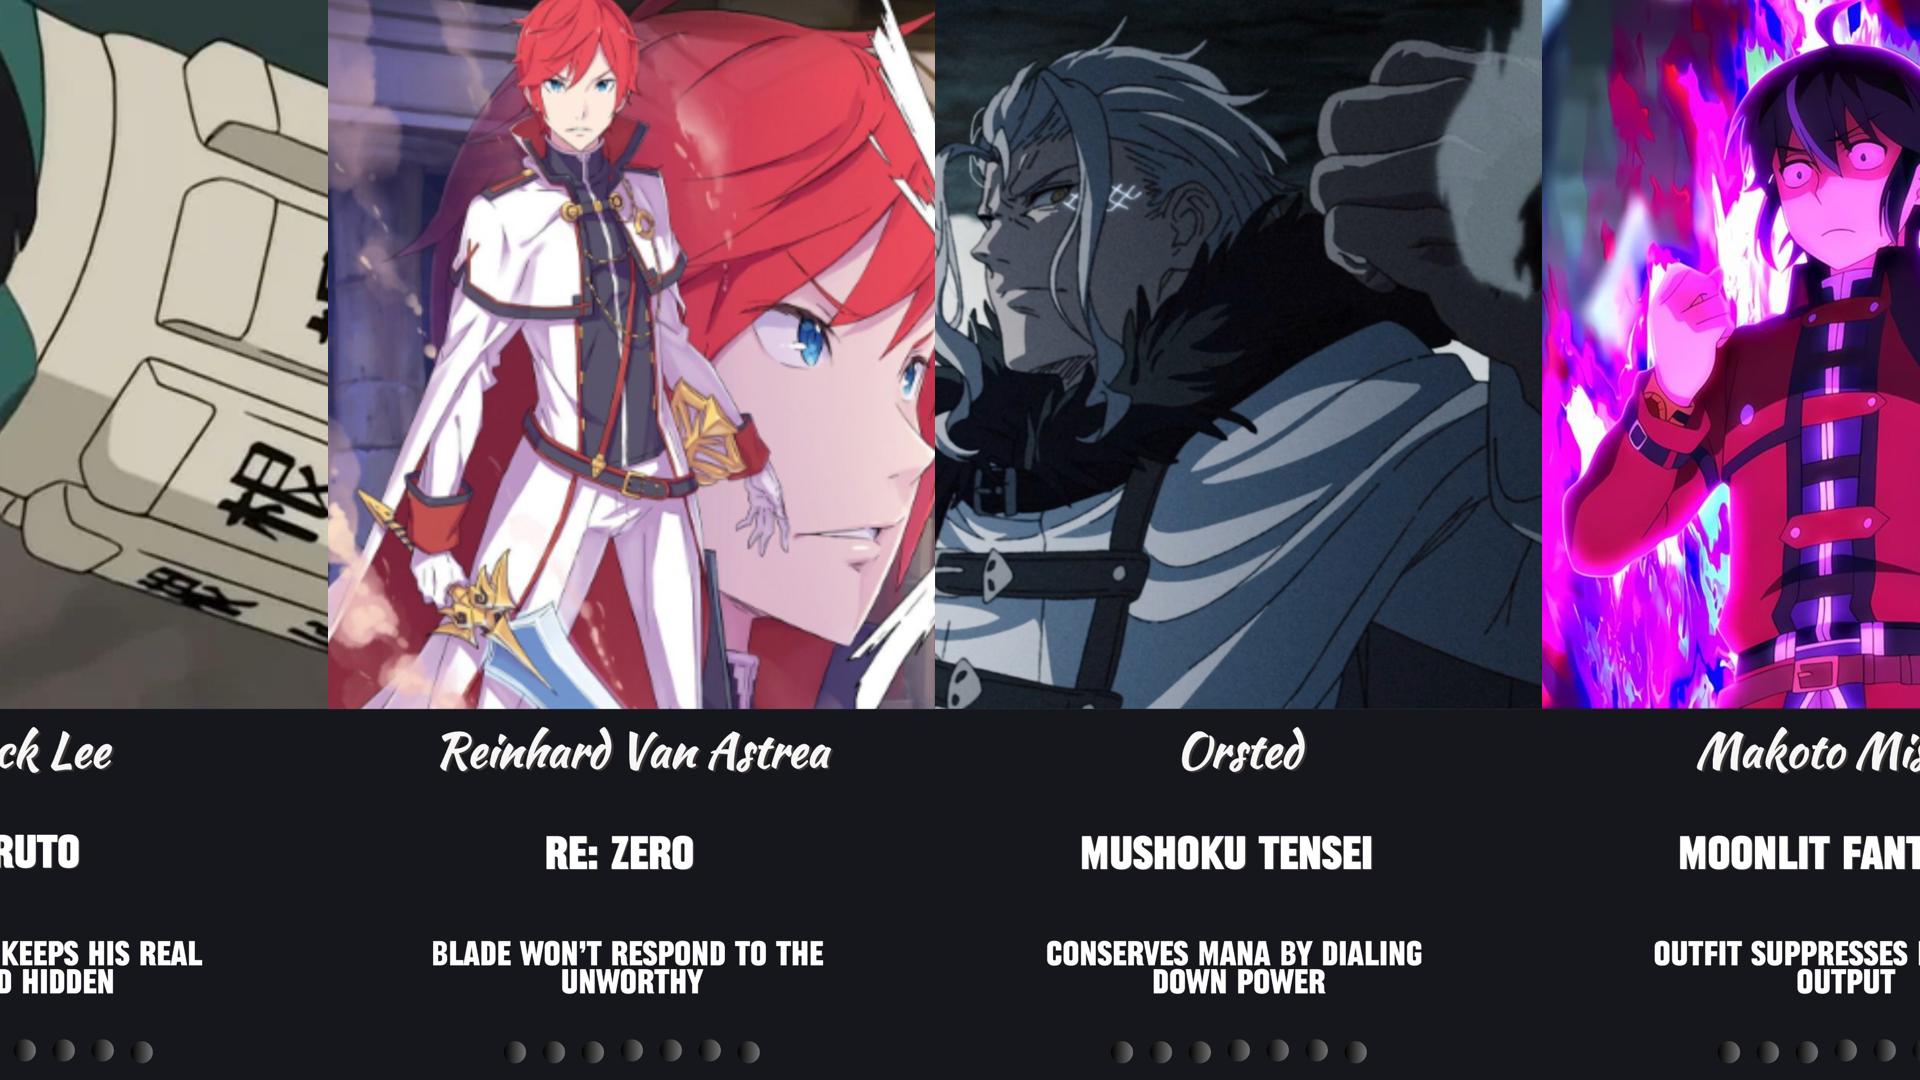 根
ck Lee
RUTO
KEEPS HIS REAL
D HIDDEN
Reinhard Van Astrea
RE: ZERO
BLADE WON'T RESPOND TO THE
UNWORTHY
Orsted
MUSHOKU TENSEI
CONSERVES MANA BY DIALING
DOWN POWER
Makoto Mis
MOONLIT FANT
OUTFIT SUPPRESSES
OUTPUT